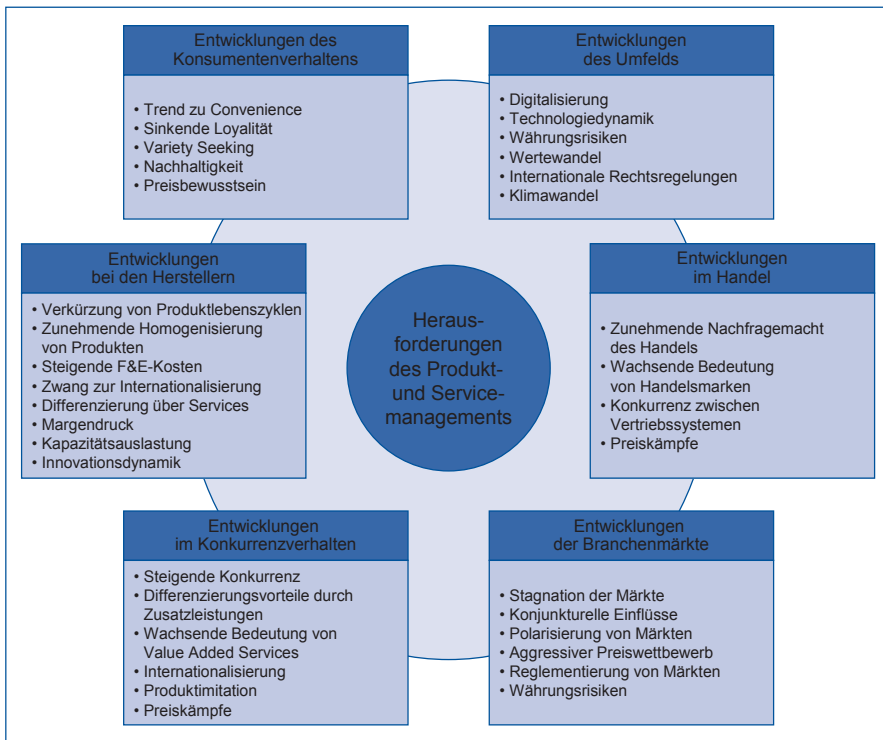 Entwicklungen des
Konsumentenverhaltens
• Trend zu Convenience
• Sinkende Loyalität
• Variety Seeking
• Nachhaltigkeit
• Preisbewusstsein
Entwicklungen
des Umfelds
• Digitalisierung
• Technologiedynamik
• Währungsrisiken
• Wertewandel
• Internationale Rechtsregelungen
• Klimawandel
Entwicklungen
bei den Herstellern
• Verkürzung von Produktlebenszyklen
• Zunehmende Homogenisierung
von Produkten
• Steigende F&E-Kosten
• Zwang zur Internationalisierung
• Differenzierung über Services
• Margendruck
• Kapazitätsauslastung
• Innovationsdynamik
Heraus-
forderungen
des Produkt-
und Service-
managements
Entwicklungen
im Handel
• Zunehmende Nachfragemacht
des Handels
• Wachsende Bedeutung
von Handelsmarken
• Konkurrenz zwischen
Vertriebssystemen
• Preiskämpfe
Entwicklungen
im Konkurrenzverhalten
• Steigende Konkurrenz
• Differenzierungsvorteile durch
Zusatzleistungen
• Wachsende Bedeutung von
Value Added Services
• Internationalisierung
• Produktimitation
• Preiskämpfe
Entwicklungen
der Branchenmärkte
• Stagnation der Märkte
• Konjunkturelle Einflüsse
• Polarisierung von Märkten
• Aggressiver Preiswettbewerb
• Reglementierung von Märkten
• Währungsrisiken